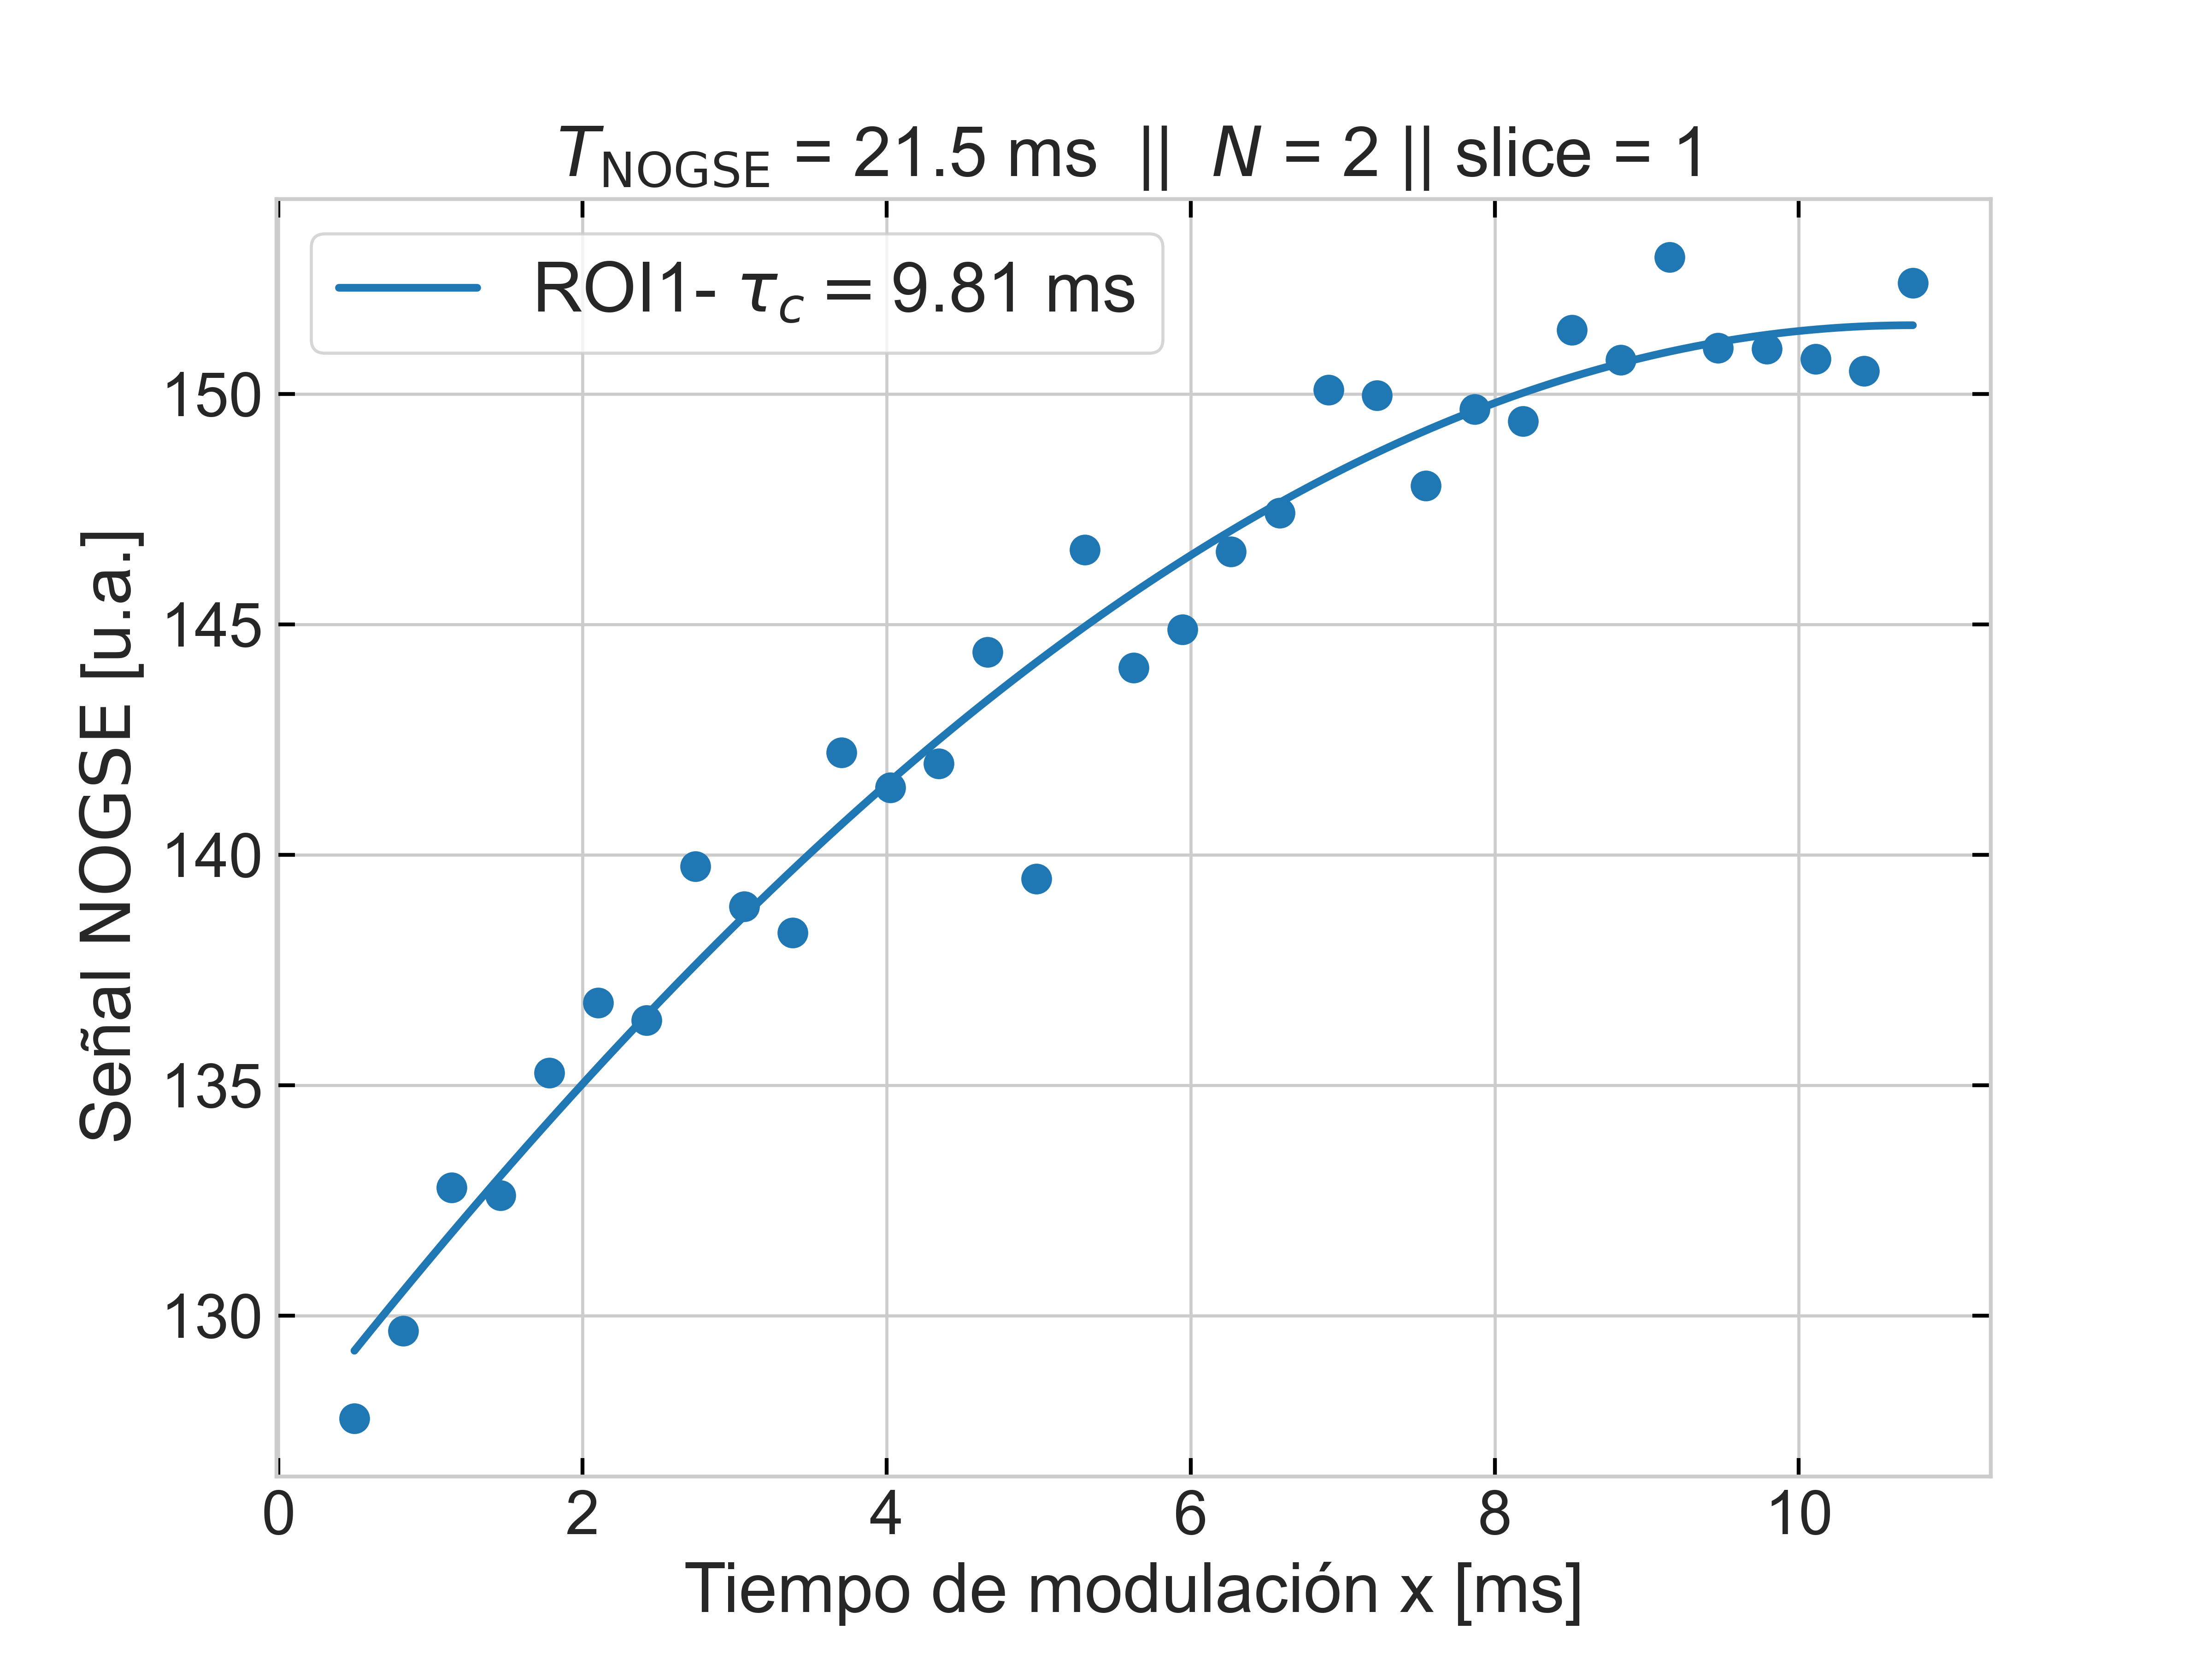 T_NOGSE = 21.5 ms || N = 2 || slice = 1
ROI1- τ_c = 9.81 ms
150
145
140
135
130
Señal NOGSE [u.a.]
0 2 4 6 8 10
Tiempo de modulación x [ms]